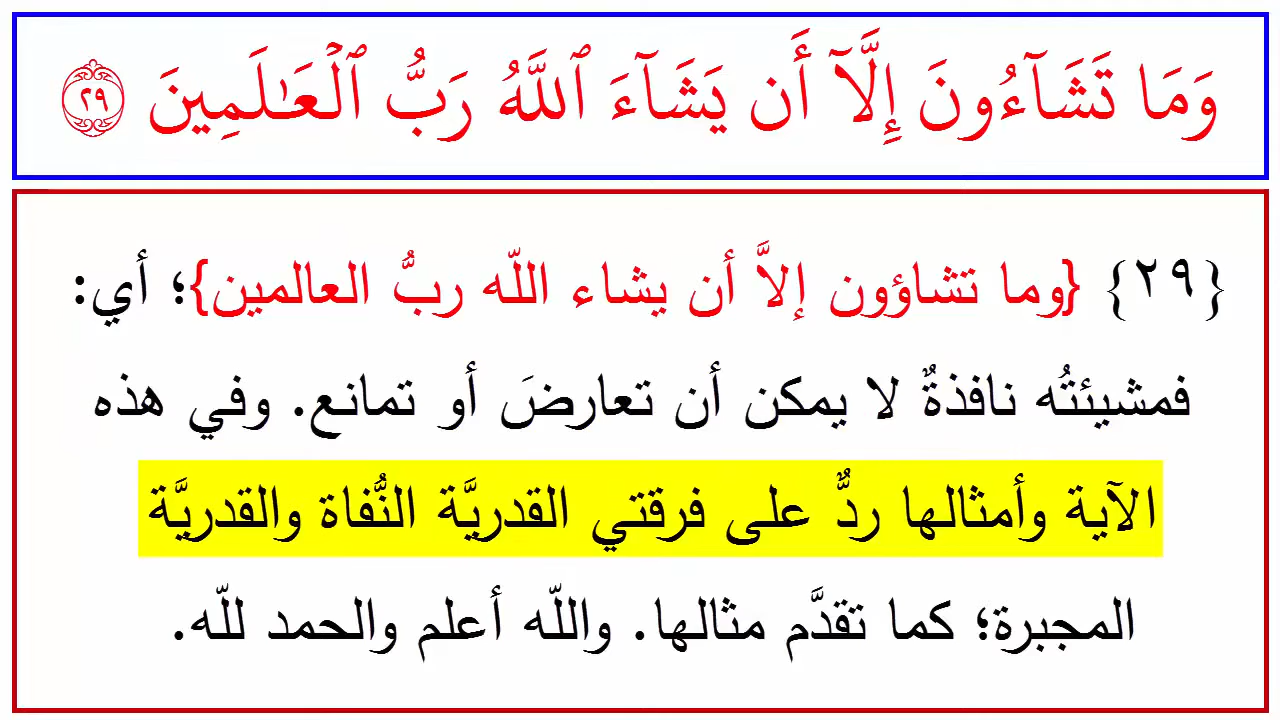 وَمَا تَشَآءُونَ إِلَّآ أَن يَشَآءَ ٱللَّهُ رَبُّ ٱلْعَـٰلَمِينَ ٢٩
{٢٩} {وما تشاؤون إلاَّ أن يشاء اللّه ربُّ العالمين}؛ أي:
فمشيئتُه نافذةٌ لا يمكن أن تعارضَ أو تمانع. وفي هذه
الآية وأمثالها ردٌّ على فرقتي القدريَّة النُّفاة والقدريَّة
المجبرة؛ كما تقدَّم مثالها. واللّه أعلم والحمد للّه.